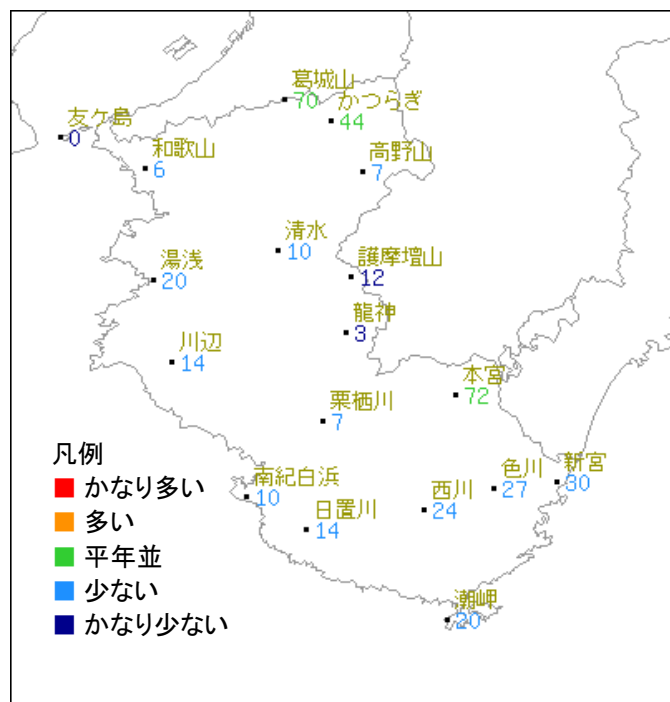 葛城山
70
かつらぎ
44
友ケ島
0
和歌山
6
高野山
7
清水
10
護摩壇山
12
湯浅
20
龍神
3
川辺
14
本宮
72
栗栖川
7
凡例
かなり多い
多い
平年並
少ない
かなり少ない
南紀白浜
10
日置川
14
西川
24
色川
27
新宮
30
潮岬
20